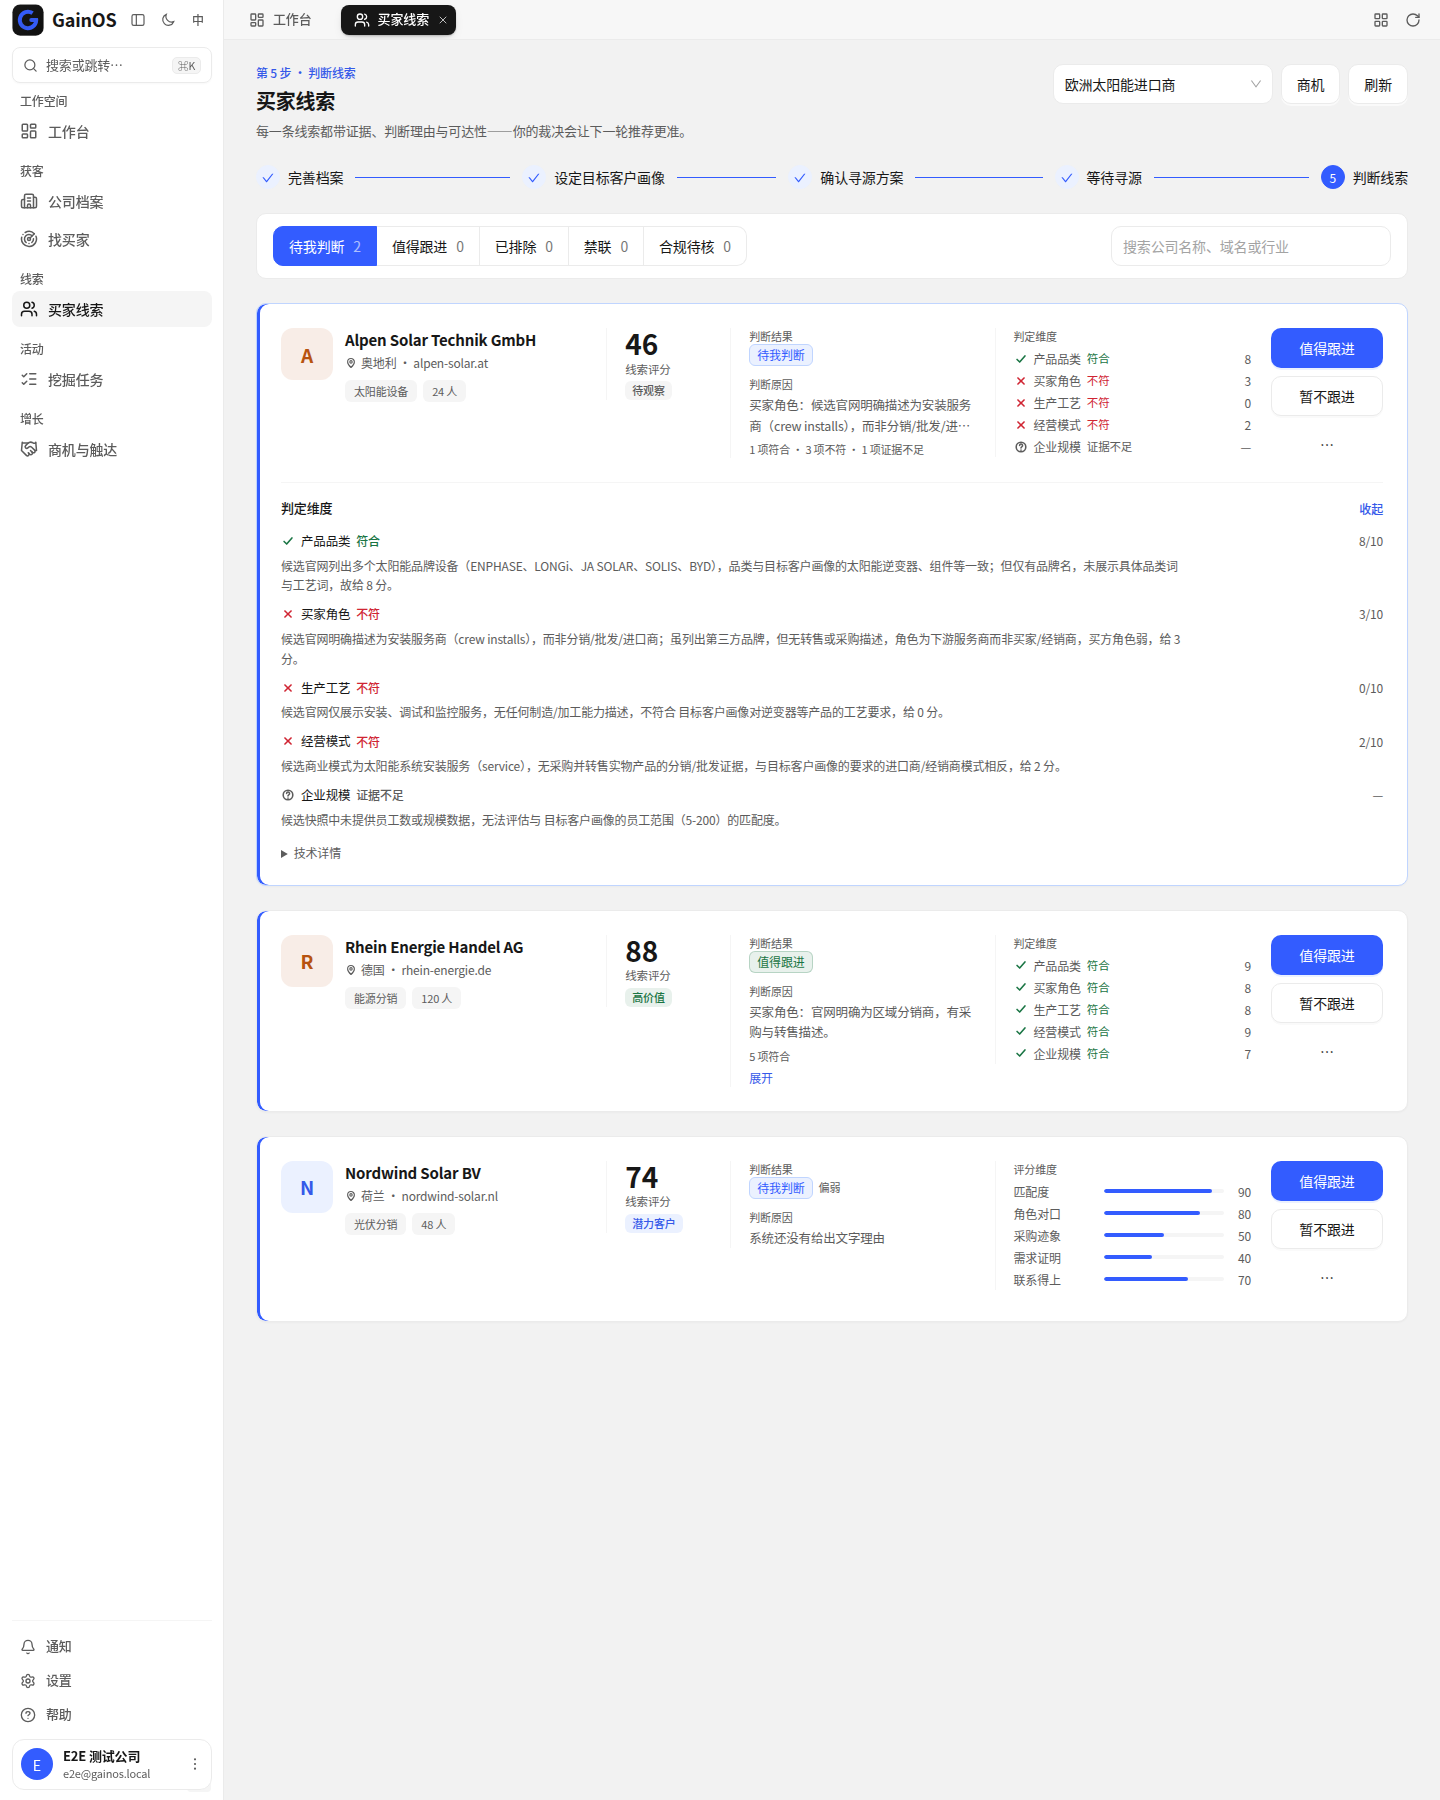 GainOS
中
工作台
买家线索
搜索或跳转…
⌘K
工作空间
工作台
获客
公司档案
找买家
线索
买家线索
活动
挖掘任务
增长
商机与触达
第 5 步 · 判断线索
买家线索
每一条线索都带证据、判断理由与可达性——你的裁决会让下一轮推荐更准。
欧洲太阳能进口商
商机
刷新
完善档案
设定目标客户画像
确认寻源方案
等待寻源
5 判断线索
待我判断 2
值得跟进 0
已排除 0
禁联 0
合规待核 0
搜索公司名称、域名或行业
A
Alpen Solar Technik GmbH
奥地利 · alpen-solar.at
太阳能设备
24 人
46
线索评分
待观察
判断结果
待我判断
判断原因
买家角色：候选官网明确描述为安装服务
商（crew installs），而非分销/批发/进…
1 项符合 · 3 项不符 · 1 项证据不足
判定维度
产品品类 符合 8
买家角色 不符 3
生产工艺 不符 0
经营模式 不符 2
企业规模 证据不足 —
值得跟进
暂不跟进
…
判定维度
收起
产品品类 符合 8/10
候选官网列出多个太阳能品牌设备（ENPHASE、LONGi、JA SOLAR、SOLIS、BYD），品类与目标客户画像的太阳能逆变器、组件等一致；但仅有品牌名，未展示具体品类词
与工艺词，故给 8 分。
买家角色 不符 3/10
候选官网明确描述为安装服务商（crew installs），而非分销/批发/进口商；虽列出第三方品牌，但无转售或采购描述，角色为下游服务商而非买家/经销商，买方角色弱，给 3
分。
生产工艺 不符 0/10
候选官网仅展示安装、调试和监控服务，无任何制造/加工能力描述，不符合 目标客户画像对逆变器等产品的工艺要求，给 0 分。
经营模式 不符 2/10
候选商业模式为太阳能系统安装服务（service），无采购并转售实物产品的分销/批发证据，与目标客户画像的要求的进口商/经销商模式相反，给 2 分。
企业规模 证据不足 —
候选快照中未提供员工数或规模数据，无法评估与 目标客户画像的员工范围（5-200）的匹配度。
技术详情
R
Rhein Energie Handel AG
德国 · rhein-energie.de
能源分销
120 人
88
线索评分
高价值
判断结果
值得跟进
判断原因
买家角色：官网明确为区域分销商，有采
购与转售描述。
5 项符合
展开
判定维度
产品品类 符合 9
买家角色 符合 8
生产工艺 符合 8
经营模式 符合 9
企业规模 符合 7
值得跟进
暂不跟进
…
N
Nordwind Solar BV
荷兰 · nordwind-solar.nl
光伏分销
48 人
74
线索评分
潜力客户
判断结果
待我判断 偏弱
判断原因
系统还没有给出文字理由
评分维度
匹配度 90
角色对口 80
采购迹象 50
需求证明 40
联系得上 70
值得跟进
暂不跟进
…
通知
设置
帮助
E
E2E 测试公司
e2e@gainos.local